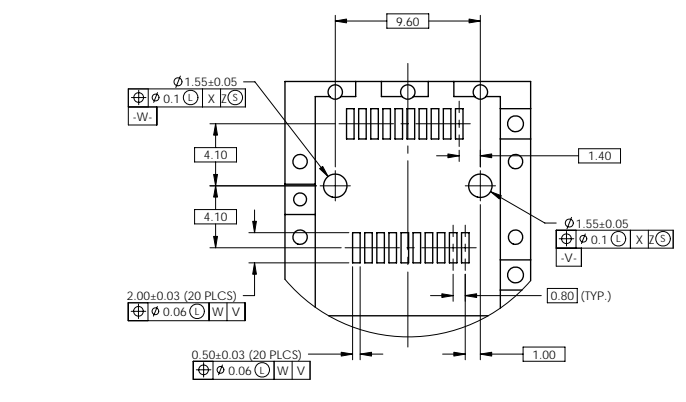 9.60
Ø1.55±0.05
⌖ Ø 0.1 Ⓛ X ZⓈ
-W-
4.10
1.40
4.10
Ø1.55±0.05
⌖ Ø 0.1 Ⓛ X ZⓈ
-V-
2.00±0.03 (20 PLCS)
⌖ Ø 0.06 Ⓛ W V
0.80 (TYP.)
0.50±0.03 (20 PLCS)
⌖ Ø 0.06 Ⓛ W V
1.00